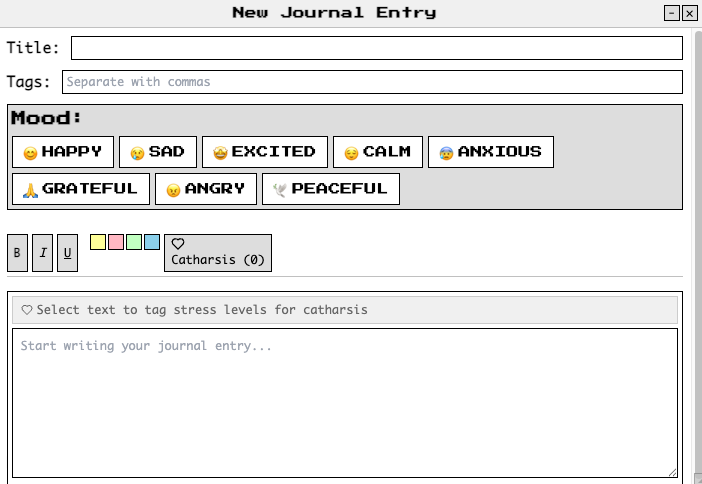 New Journal Entry
Title:
Tags: Separate with commas
Mood:
😊 HAPPY 😢 SAD 🤩 EXCITED 😌 CALM 😰 ANXIOUS
🙏 GRATEFUL 😠 ANGRY 🕊️ PEACEFUL
B I U
Catharsis (0)
Select text to tag stress levels for catharsis
Start writing your journal entry...